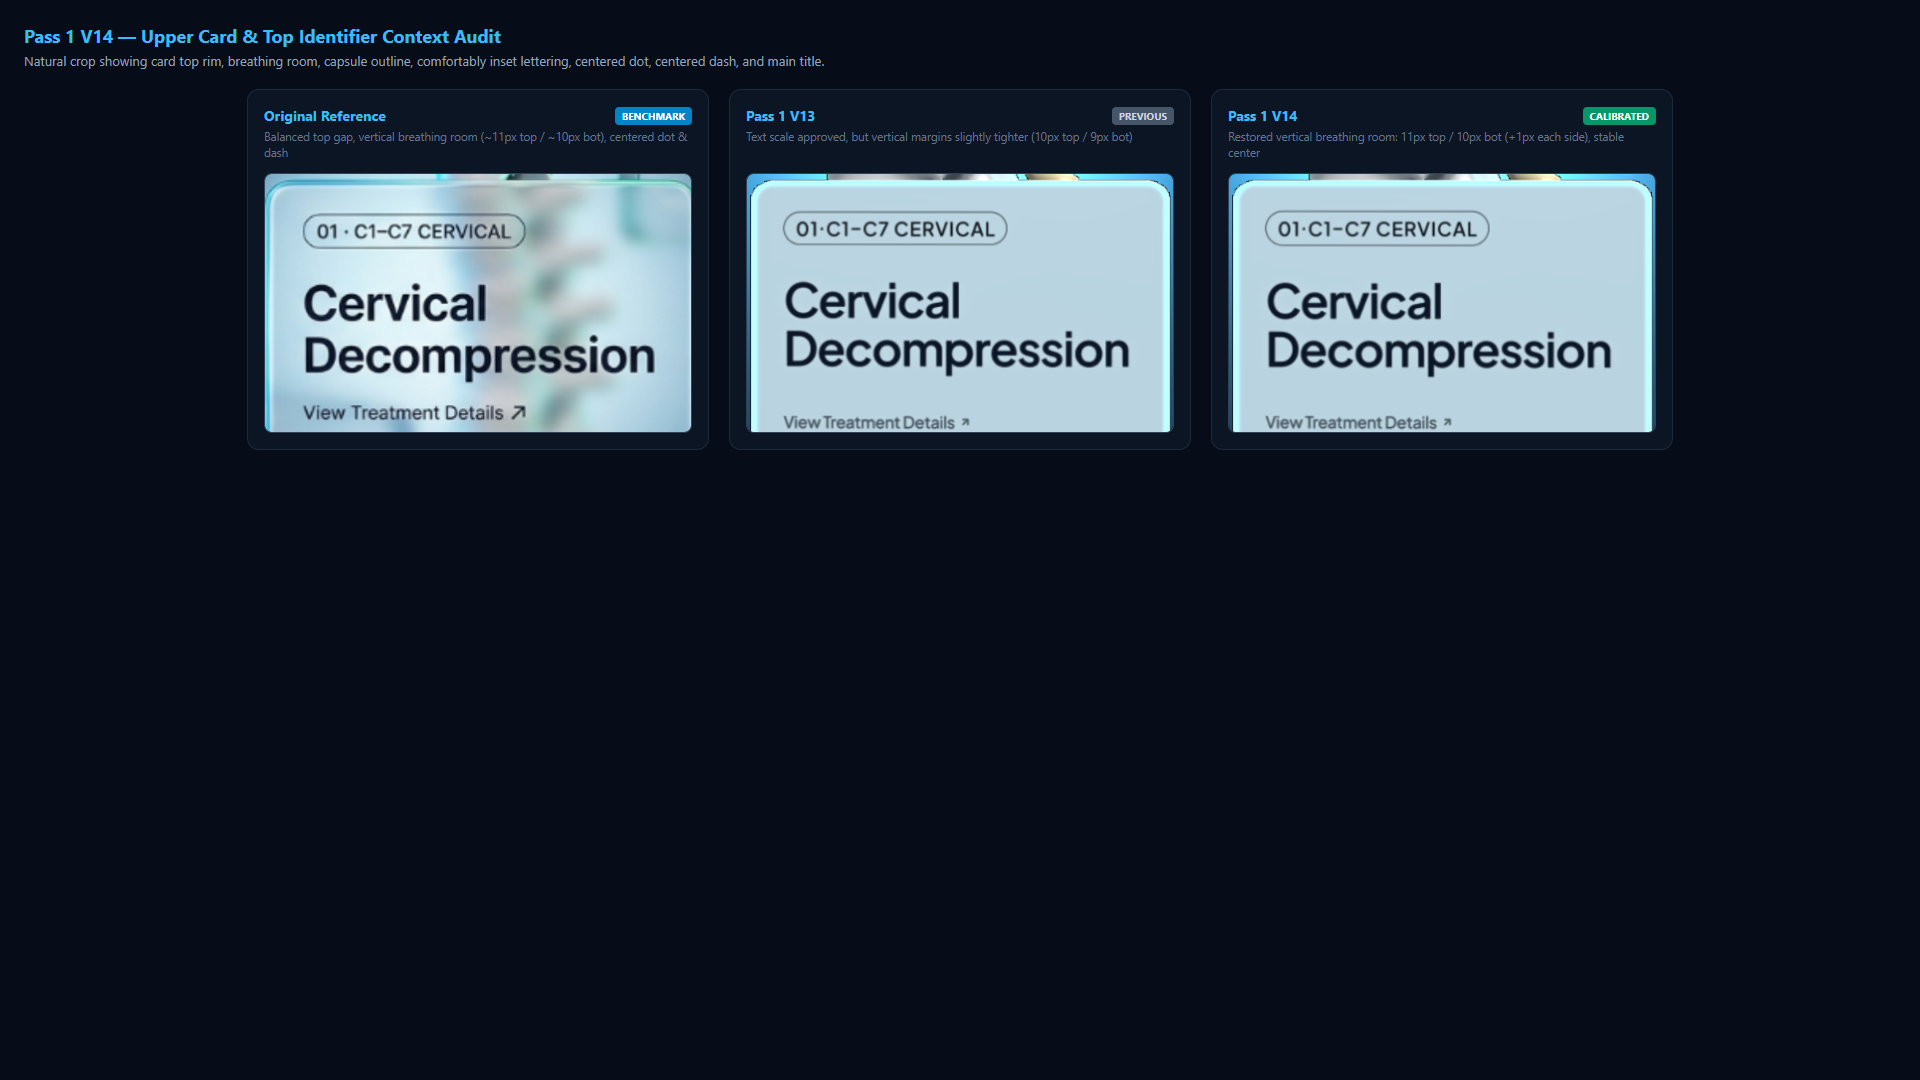 Pass 1 V14 — Upper Card & Top Identifier Context Audit
Natural crop showing card top rim, breathing room, capsule outline, comfortably inset lettering, centered dot, centered dash, and main title.
Original Reference
BENCHMARK
Balanced top gap, vertical breathing room (~11px top / ~10px bot), centered dot &
dash
01 · C1–C7 CERVICAL
Cervical
Decompression
View Treatment Details ↗
Pass 1 V13
PREVIOUS
Text scale approved, but vertical margins slightly tighter (10px top / 9px bot)
01·C1–C7 CERVICAL
Cervical
Decompression
View Treatment Details ↗
Pass 1 V14
CALIBRATED
Restored vertical breathing room: 11px top / 10px bot (+1px each side), stable
center
01·C1–C7 CERVICAL
Cervical
Decompression
View Treatment Details ↗